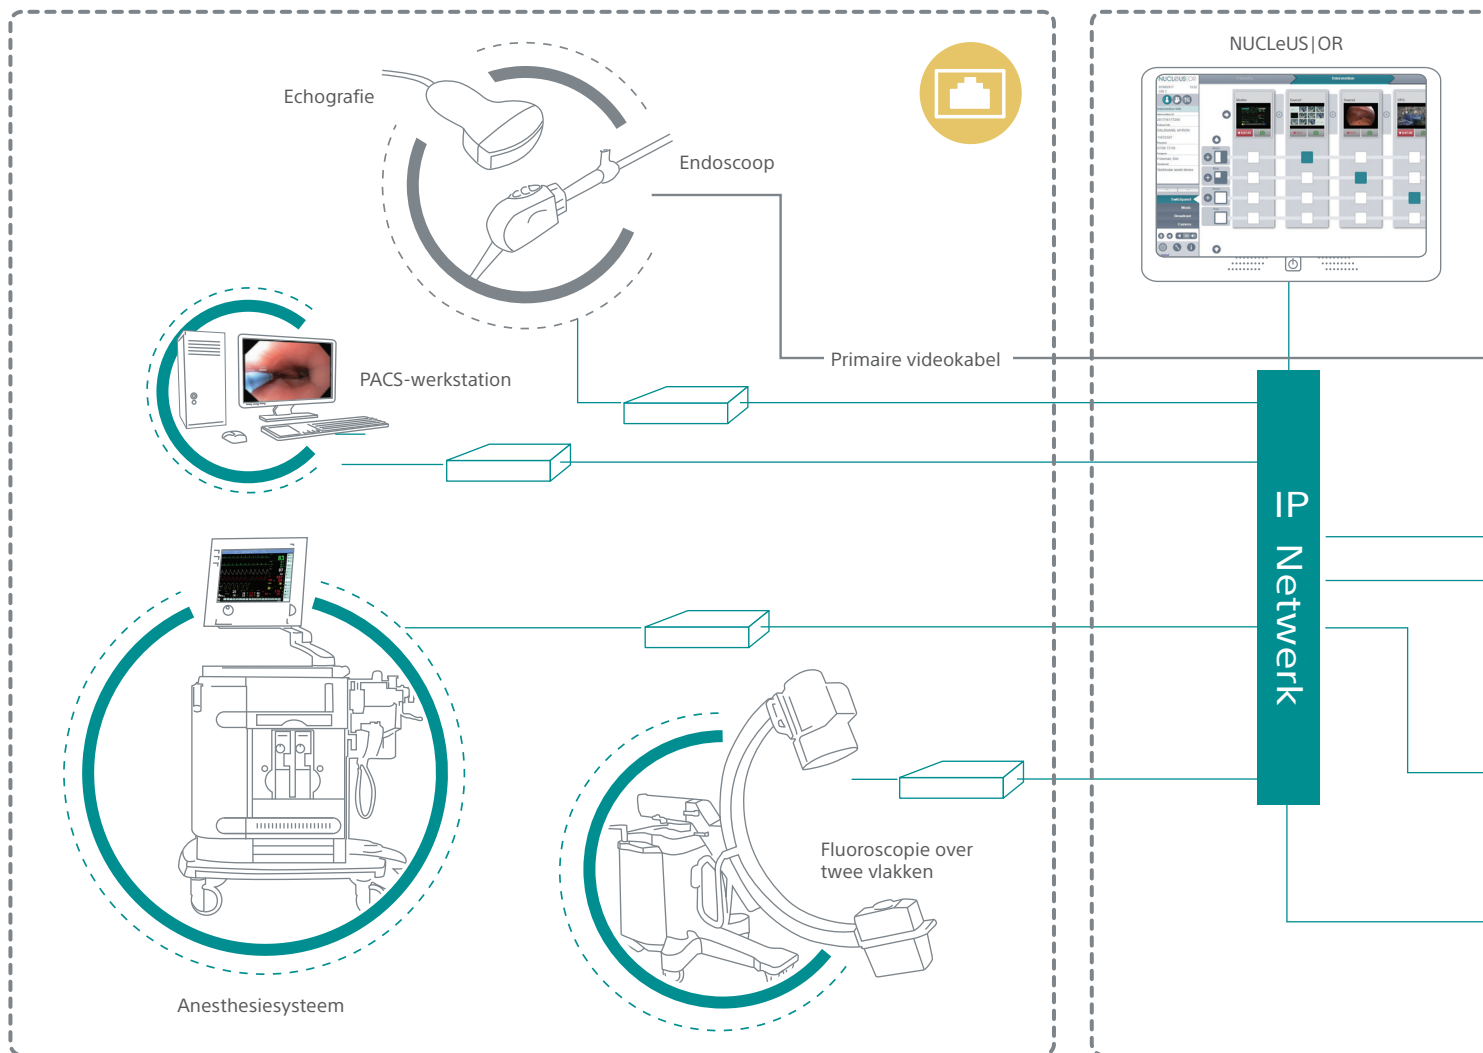 NUCLeUS|OR
Echografie
Endoscoop
Primaire videokabel
PACS-werkstation
IP Netwerk
Fluoroscopie over
twee vlakken
Anesthesiesysteem